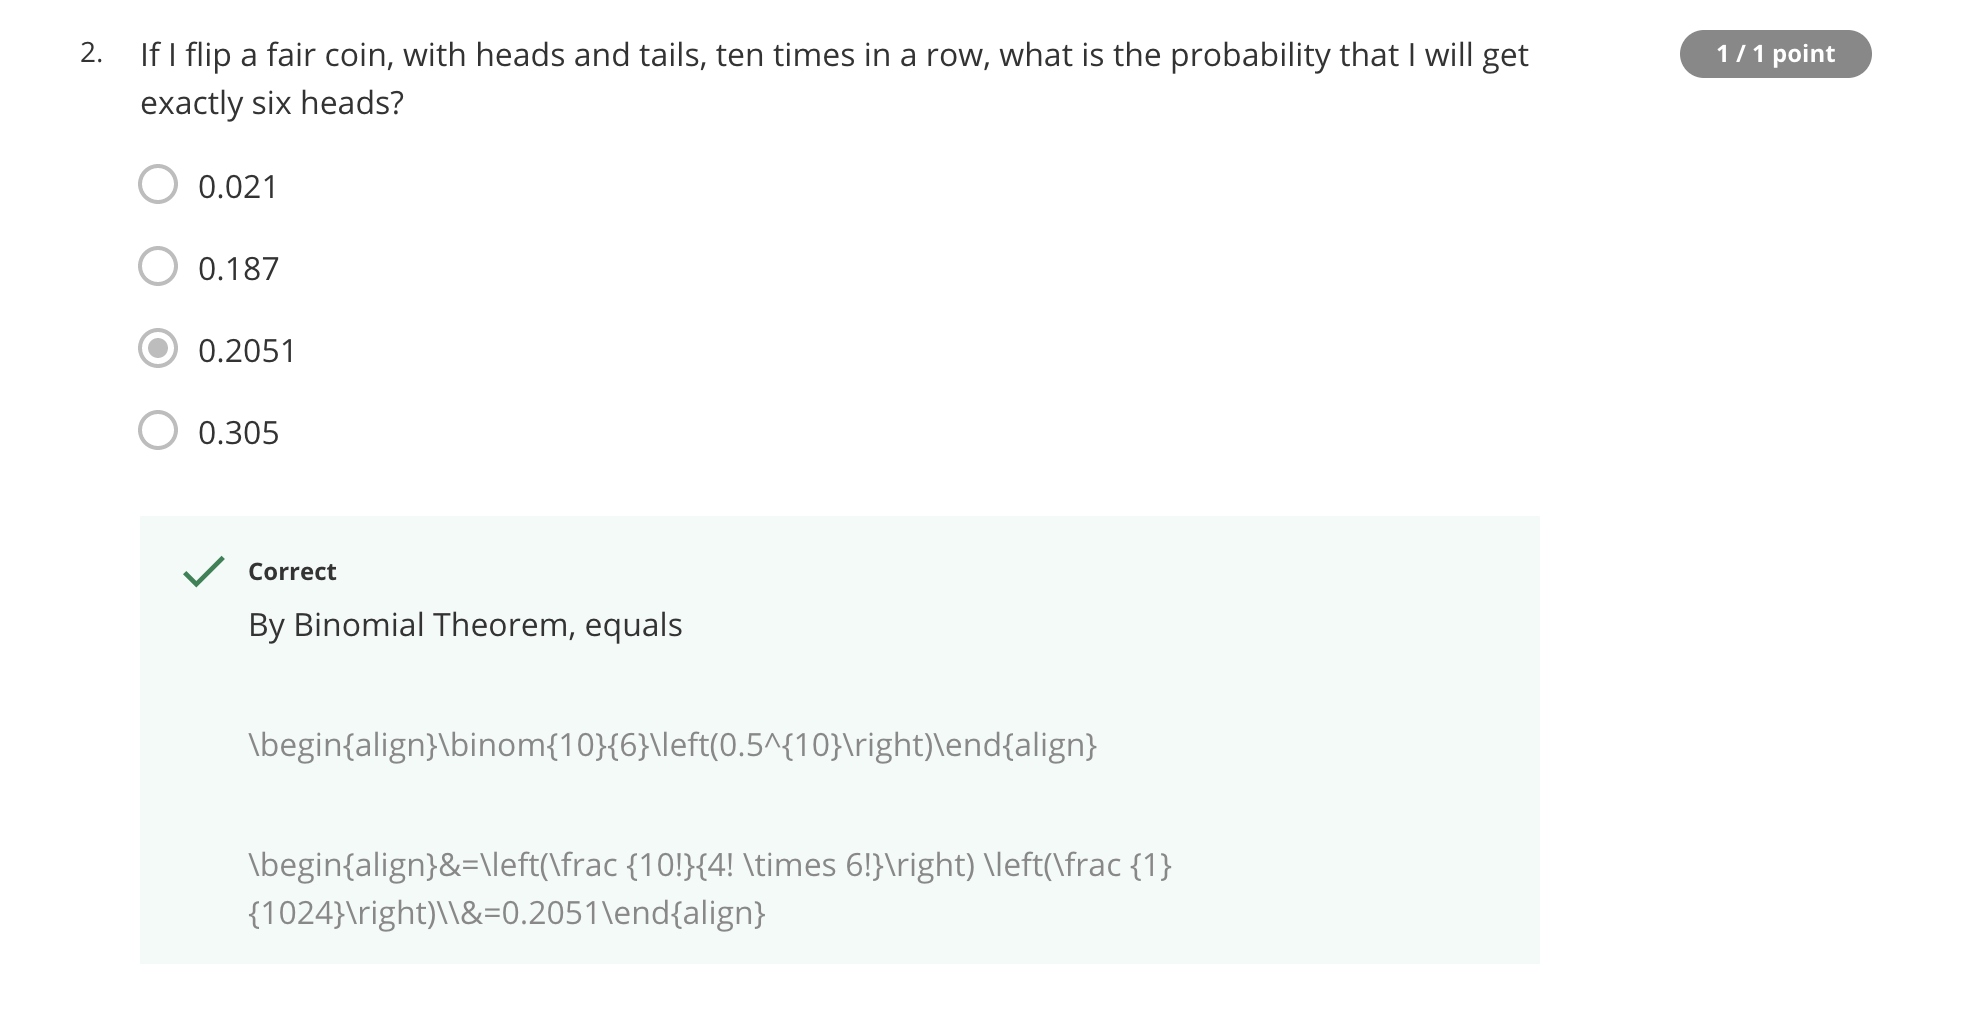 2. If I flip a fair coin, with heads and tails, ten times in a row, what is the probability that I will get
exactly six heads?
1 / 1 point
0.021
0.187
0.2051
0.305
Correct
By Binomial Theorem, equals
\begin{align}\binom{10}{6}\left(0.5^{10}\right)\end{align}
\begin{align}&=\left(\frac {10!}{4! \times 6!}\right) \left(\frac {1}
{1024}\right)\\&=0.2051\end{align}